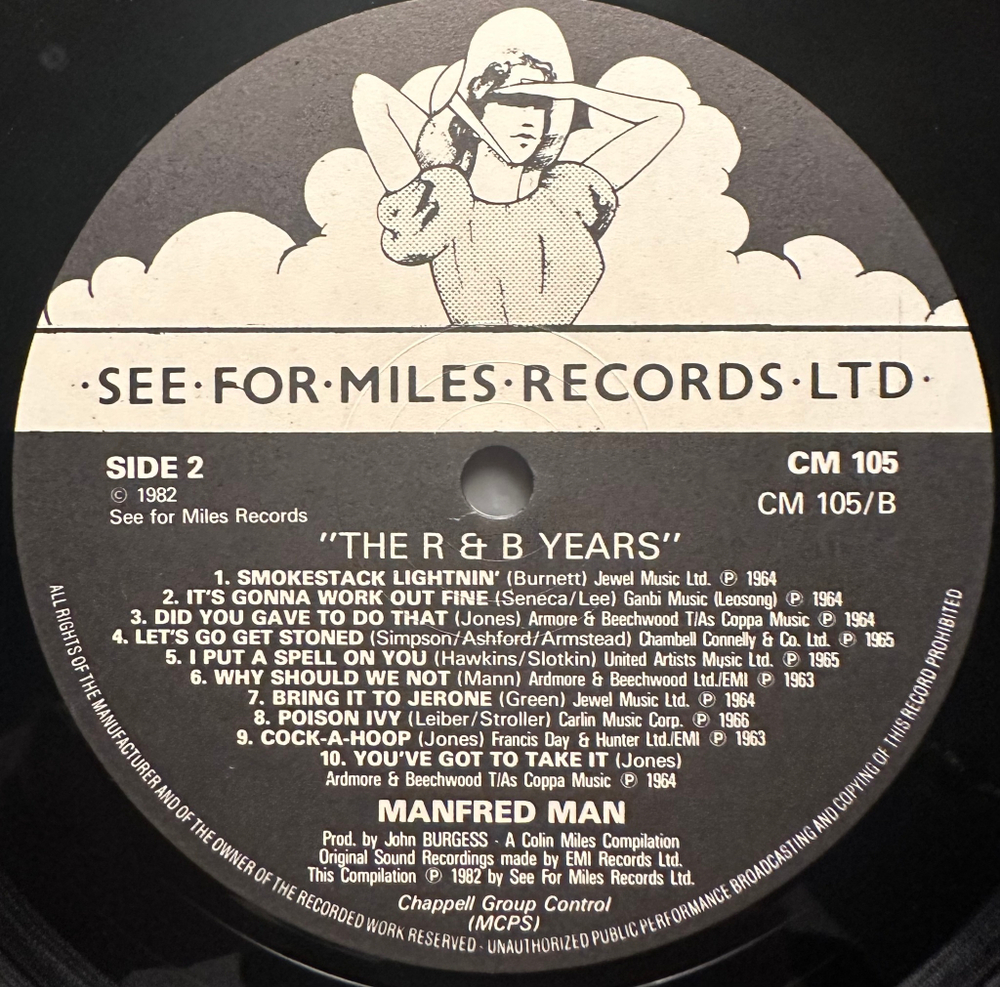 ·SEE·FOR·MILES·RECORDS·LTD·
SIDE 2
© 1982
See for Miles Records
CM 105
CM 105/B
"THE R & B YEARS"
1. SMOKESTACK LIGHTNIN' (Burnett) Jewel Music Ltd. ℗ 1964
2. IT'S GONNA WORK OUT FINE (Seneca/Lee) Ganbi Music (Leosong) ℗ 1964
3. DID YOU GAVE TO DO THAT (Jones) Armore & Beechwood T/As Coppa Music ℗ 1964
4. LET'S GO GET STONED (Simpson/Ashford/Armstead) Chambell Connelly & Co. Ltd. ℗ 1965
5. I PUT A SPELL ON YOU (Hawkins/Slotkin) United Artists Music Ltd. ℗ 1965
6. WHY SHOULD WE NOT (Mann) Ardmore & Beechwood Ltd./EMI ℗ 1963
7. BRING IT TO JERONE (Green) Jewel Music Ltd. ℗ 1964
8. POISON IVY (Leiber/Stroller) Carlin Music Corp. ℗ 1966
9. COCK-A-HOOP (Jones) Francis Day & Hunter Ltd./EMI ℗ 1963
10. YOU'VE GOT TO TAKE IT (Jones)
Ardmore & Beechwood T/As Coppa Music ℗ 1964
MANFRED MAN
Prod. by John BURGESS - A Colin Miles Compilation
Original Sound Recordings made by EMI Records Ltd.
This Compilation ℗ 1982 by See For Miles Records Ltd.
Chappell Group Control
(MCPS)
ALL RIGHTS OF THE MANUFACTURER AND OF THE OWNER OF THE RECORDED WORK RESERVED - UNAUTHORIZED PUBLIC PERFORMANCE BROADCASTING AND COPYING OF THIS RECORD PROHIBITED